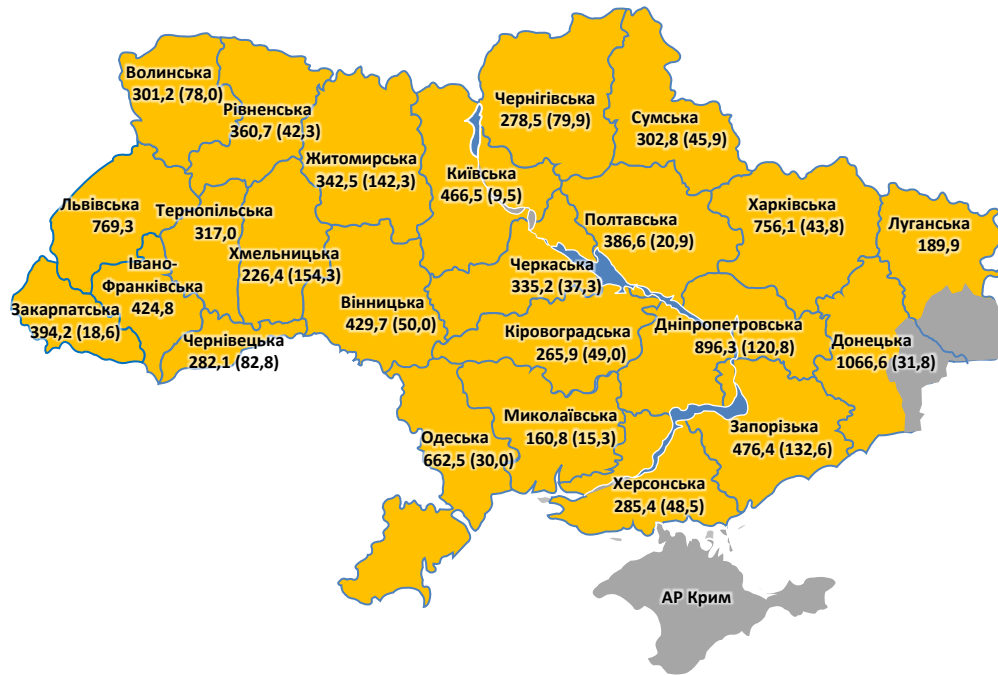 Волинська
301,2 (78,0)
Рівненська
360,7 (42,3)
Житомирська
342,5 (142,3)
Київська
466,5 (9,5)
Чернігівська
278,5 (79,9)
Сумська
302,8 (45,9)
Львівська
769,3
Тернопільська
317,0
Хмельницька
226,4 (154,3)
Івано-
Франківська
424,8
Закарпатська
394,2 (18,6)
Чернівецька
282,1 (82,8)
Вінницька
429,7 (50,0)
Черкаська
335,2 (37,3)
Полтавська
386,6 (20,9)
Харківська
756,1 (43,8)
Луганська
189,9
Кіровоградська
265,9 (49,0)
Дніпропетровська
896,3 (120,8)
Донецька
1066,6 (31,8)
Одеська
662,5 (30,0)
Миколаївська
160,8 (15,3)
Запорізька
476,4 (132,6)
Херсонська
285,4 (48,5)
АР Крим